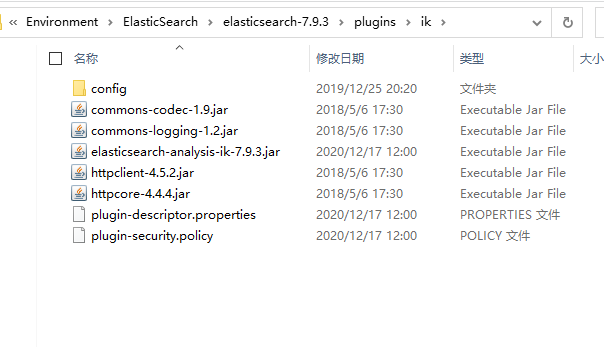 « Environment › ElasticSearch › elasticsearch-7.9.3 › plugins › ik ›
名称 修改日期 类型 大小
config 2019/12/25 20:20 文件夹
commons-codec-1.9.jar 2018/5/6 17:30 Executable Jar File
commons-logging-1.2.jar 2018/5/6 17:30 Executable Jar File
elasticsearch-analysis-ik-7.9.3.jar 2020/12/17 12:00 Executable Jar File
httpclient-4.5.2.jar 2018/5/6 17:30 Executable Jar File
httpcore-4.4.4.jar 2018/5/6 17:30 Executable Jar File
plugin-descriptor.properties 2020/12/17 12:00 PROPERTIES 文件
plugin-security.policy 2020/12/17 12:00 POLICY 文件